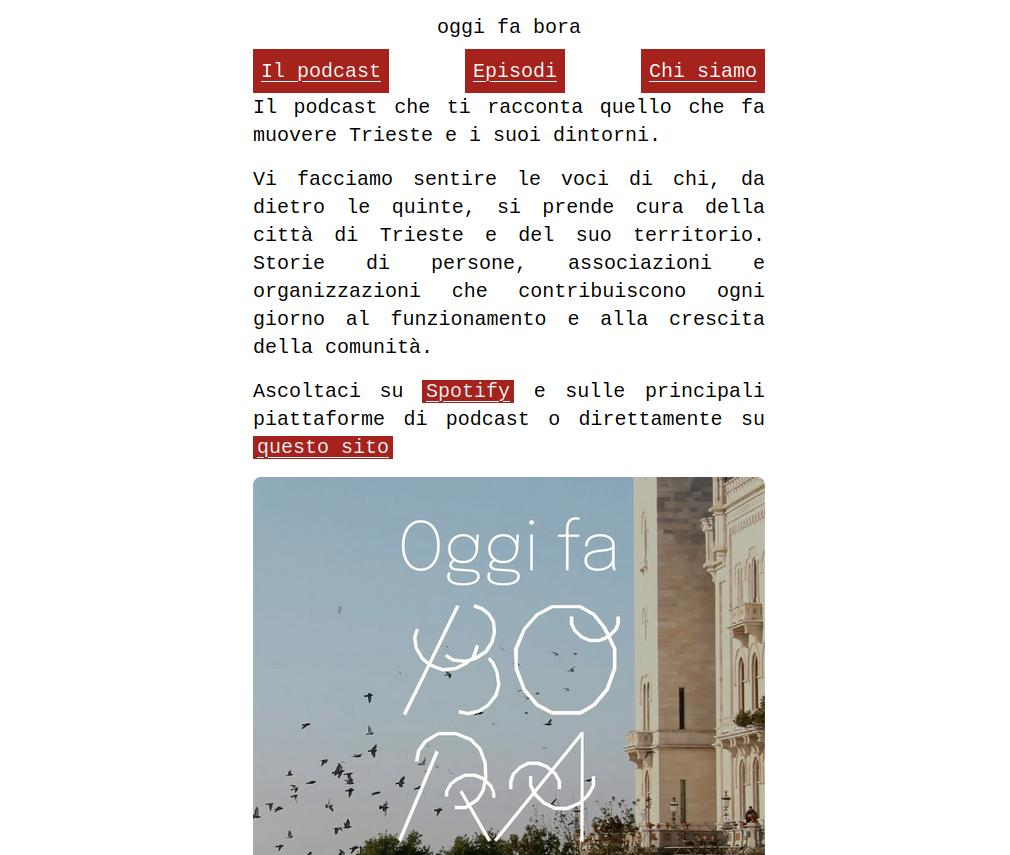 oggi fa bora
Il podcast
Episodi
Chi siamo
Il podcast che ti racconta quello che fa
muovere Trieste e i suoi dintorni.
Vi facciamo sentire le voci di chi, da
dietro le quinte, si prende cura della
città di Trieste e del suo territorio.
Storie di persone, associazioni e
organizzazioni che contribuiscono ogni
giorno al funzionamento e alla crescita
della comunità.
Ascoltaci su Spotify e sulle principali
piattaforme di podcast o direttamente su
questo sito
Oggi fa
BO
RA